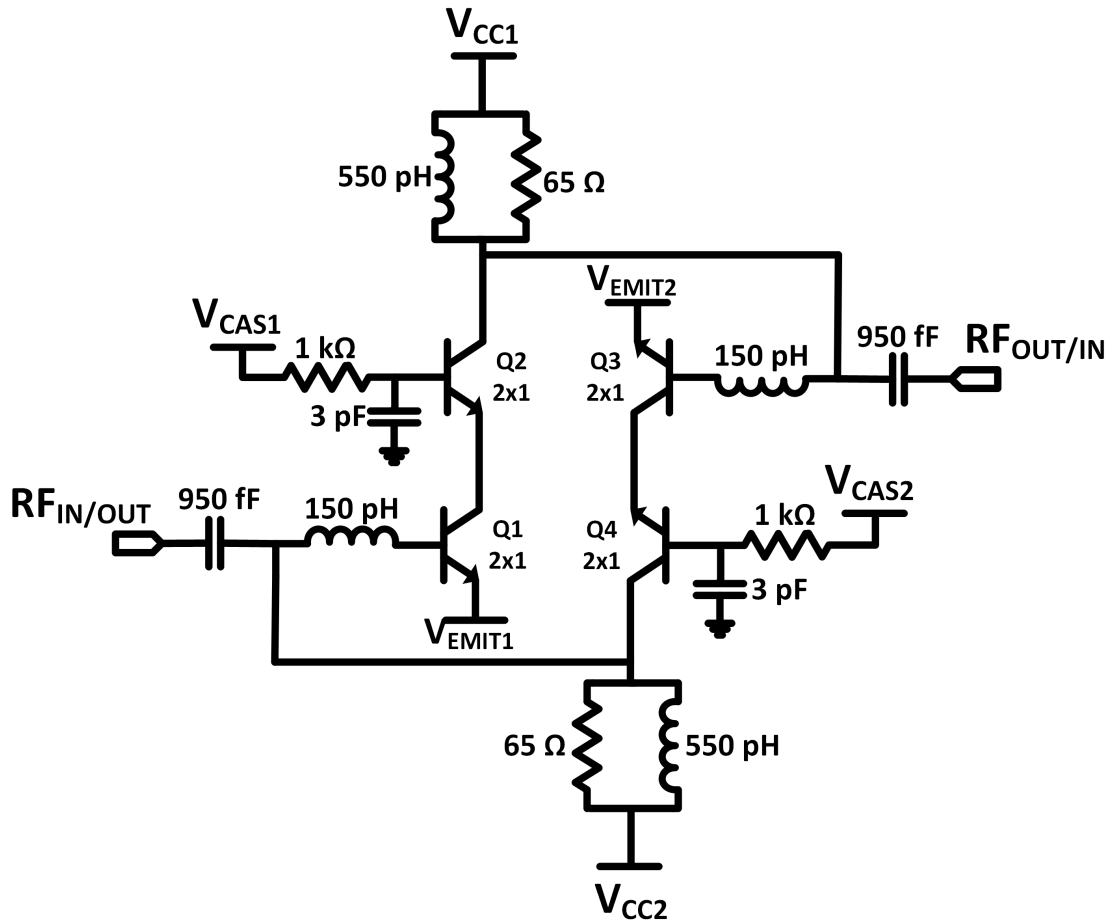 VCC1
550 pH
65 Ω
VEMIT2
VCAS1
1 kΩ
Q2
2x1
Q3
2x1
150 pH
950 fF
RFOUT/IN
3 pF
RFIN/OUT
950 fF
150 pH
Q1
2x1
Q4
2x1
VCAS2
1 kΩ
3 pF
VEMIT1
65 Ω
550 pH
VCC2